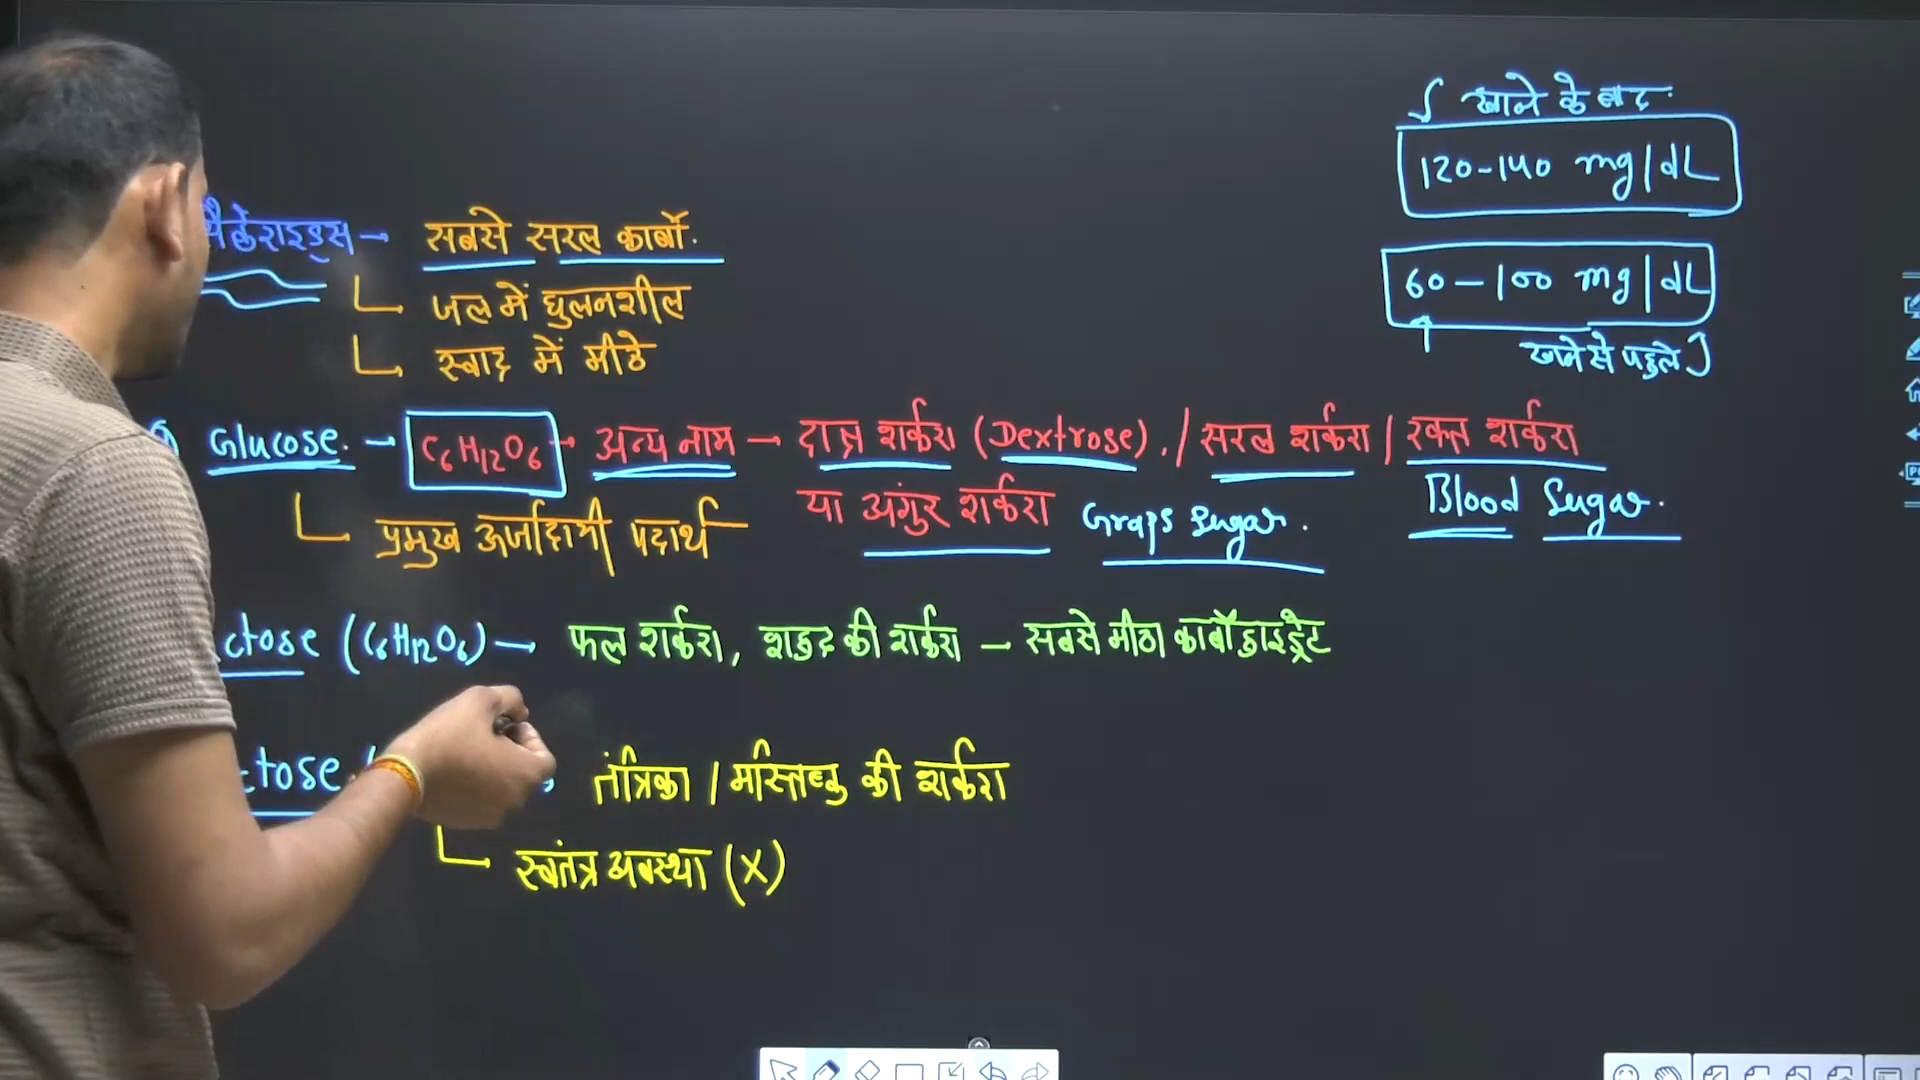 खाने के बाद
120-140 mg/dL
सैकेराइड्स → सबसे सरल कार्बो.
जल में घुलनशील
60-100 mg/dL
स्वाद में मीठे
खाने से पहले
Glucose. → C6H12O6 → अन्य नाम → द्राक्ष शर्करा (Dextrose). / सरल शर्करा / रक्त शर्करा
या अंगुर शर्करा Graps Sugar. Blood Sugar.
प्रमुख ऊर्जादात्री पदार्थ
ctose (C6H12O6) → फल शर्करा, शहद की शर्करा – सबसे मीठा कार्बोहाइड्रेट
ctose. ( तंत्रिका / मस्तिष्क की शर्करा
स्वतंत्र अवस्था (X)